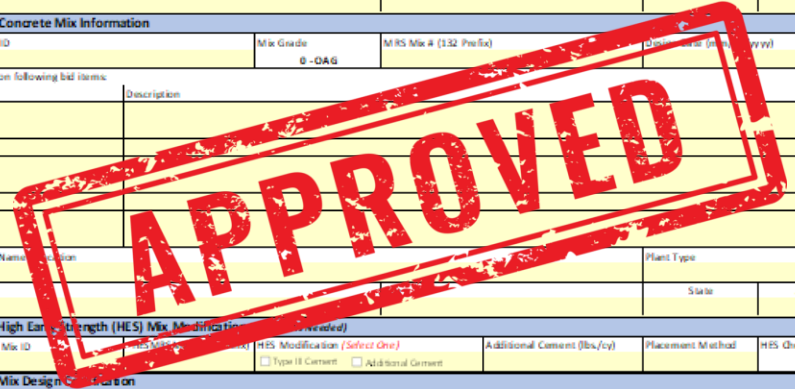 Concrete Mix Information
ID
Mix Grade
MRS Mix # (132 Prefix)
0 - OAG
on following bid items:
Description
APPROVED
Name
Plant Type
State
High Early Strength (HES) Mix Modification
Needed)
Mix ID
HES Modification (Select One)
Additional Cement (lbs./cy)
Placement Method
HES
Type III Cement
Additional Cement
Mix Design